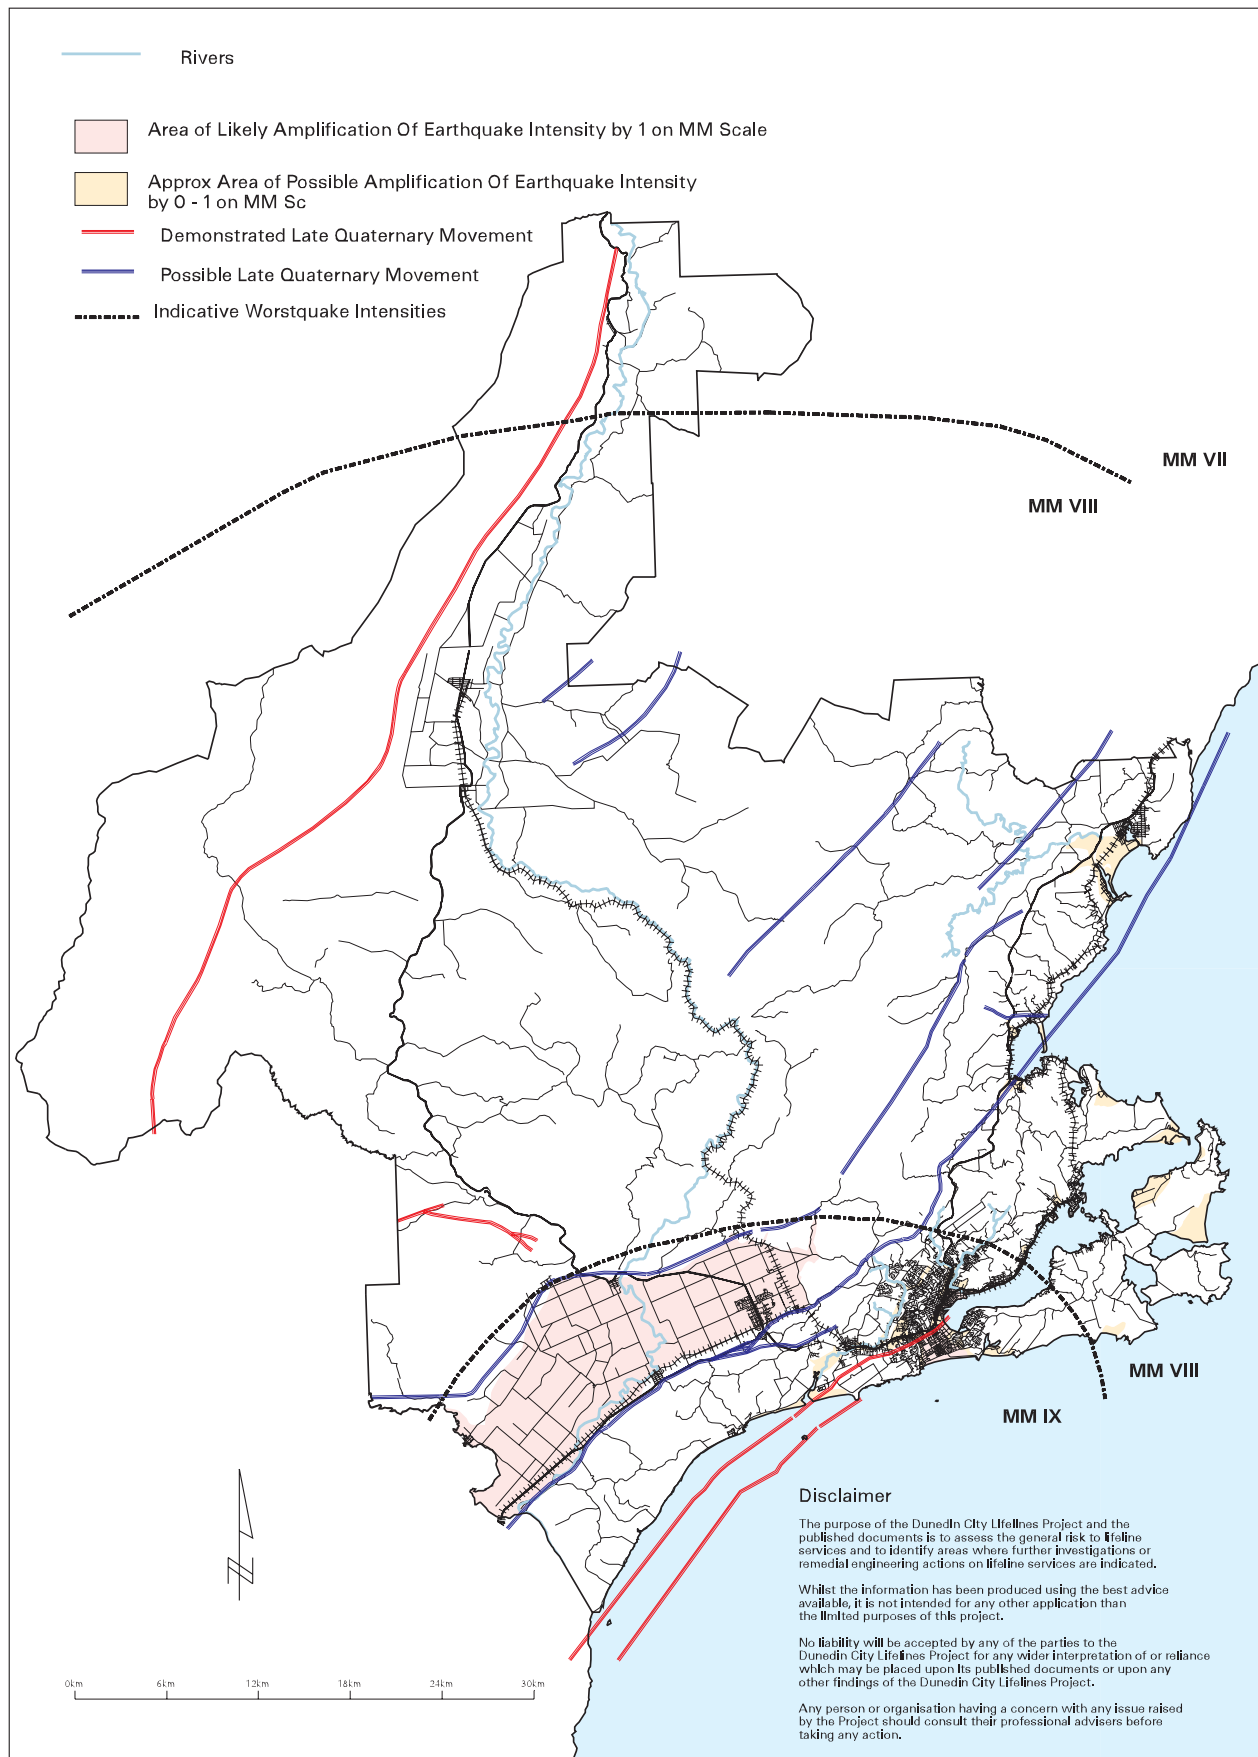 Rivers
Area of Likely Amplification Of Earthquake Intensity by 1 on MM Scale
Approx Area of Possible Amplification Of Earthquake Intensity
by 0 - 1 on MM Sc
Demonstrated Late Quaternary Movement
Possible Late Quaternary Movement
Indicative Worstquake Intensities
MM VII
MM VIII
MM VIII
MM IX
Disclaimer
The purpose of the Dunedin City Lifelines Project and the
published documents is to assess the general risk to lifeline
services and to identify areas where further investigations or
remedial engineering actions on lifeline services are indicated.
Whilst the information has been produced using the best advice
available, it is not intended for any other application than
the limited purposes of this project.
No liability will be accepted by any of the parties to the
Dunedin City Lifelines Project for any wider interpretation of or reliance
which may be placed upon its published documents or upon any
other findings of the Dunedin City Lifelines Project.
Any person or organisation having a concern with any issue raised
by the Project should consult their professional advisers before
taking any action.
N
0km 6km 12km 18km 24km 30km